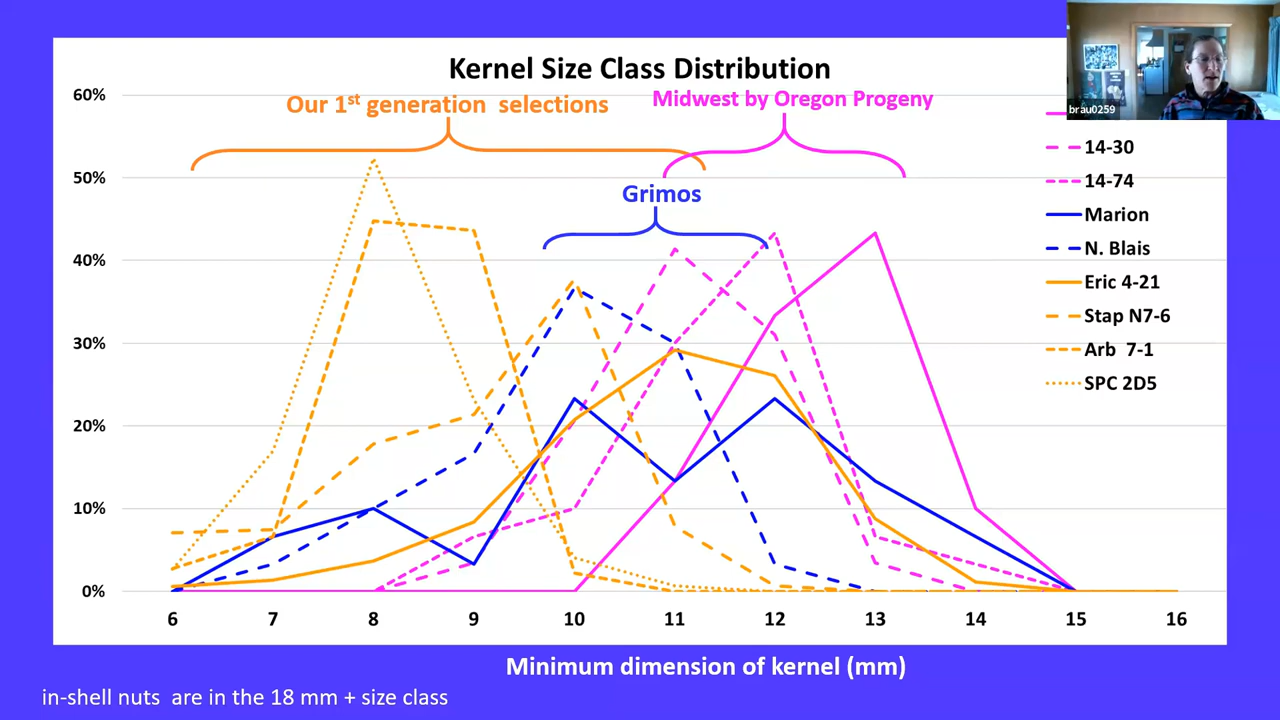 Kernel Size Class Distribution
Our 1st generation selections
Midwest by Oregon Progeny
Grimos
brau0259
60%
50%
40%
30%
20%
10%
0%
6 7 8 9 10 11 12 13 14 15 16
14-30
14-74
Marion
N. Blais
Eric 4-21
Stap N7-6
Arb 7-1
SPC 2D5
Minimum dimension of kernel (mm)
in-shell nuts are in the 18 mm + size class